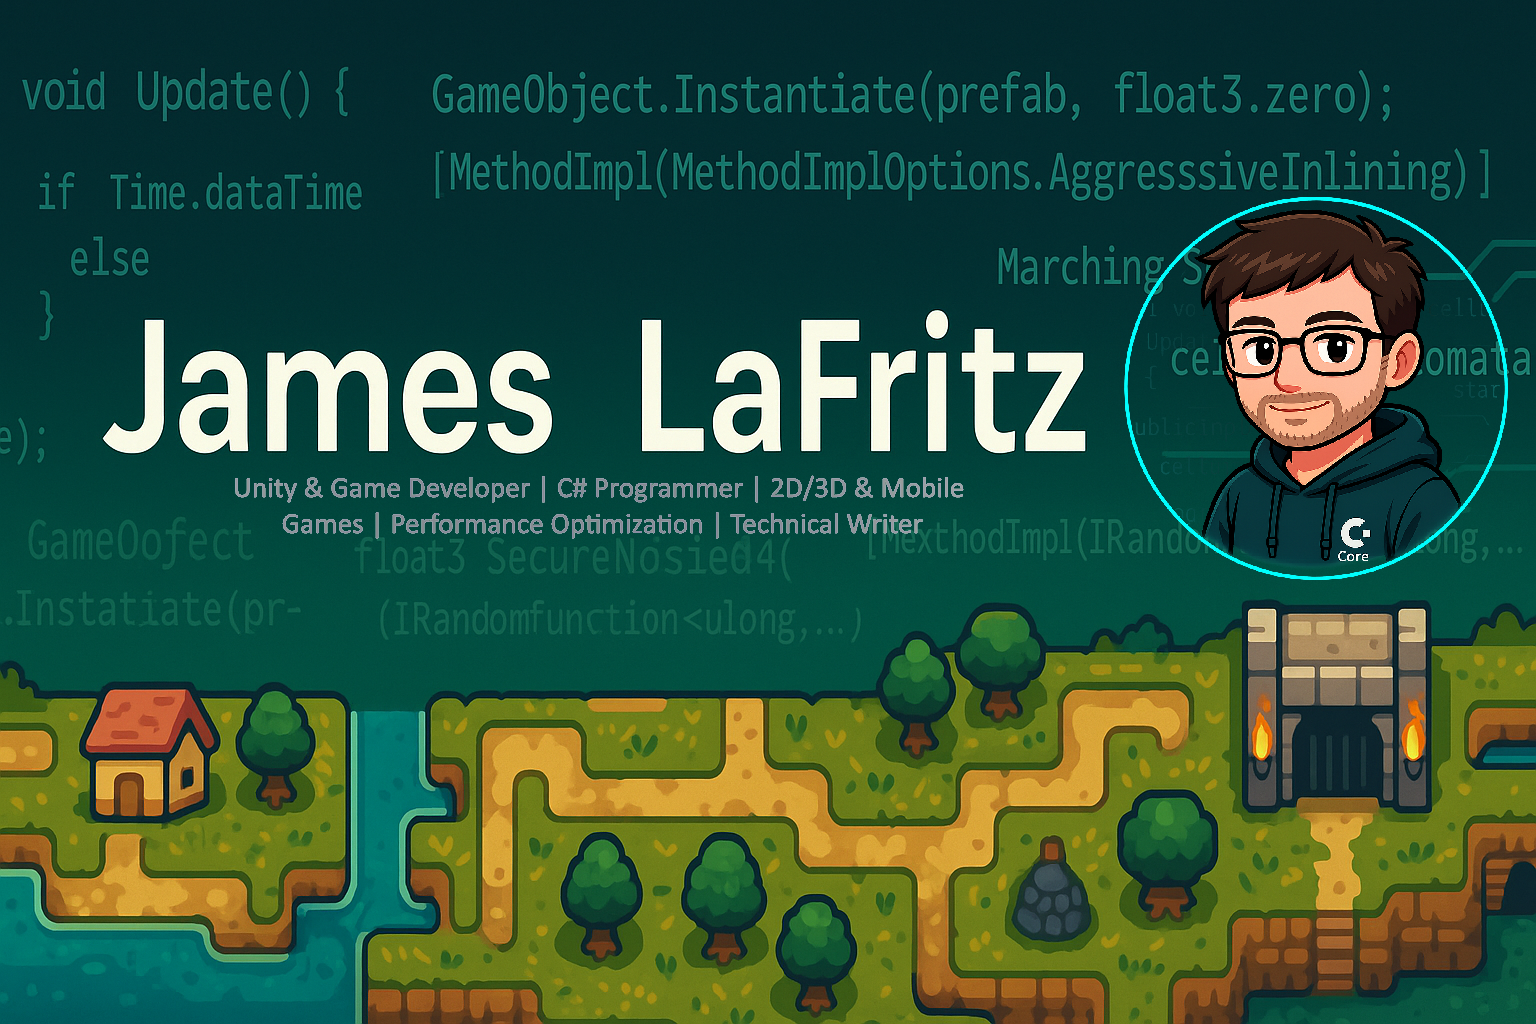 void Update() {
GameObject.Instantiate(prefab, float3.zero);
[MethodImpl(MethodImplOptions.AggresssiveInlining)]
if Time.dataTime
else
}
Marching
James LaFritz
Unity & Game Developer | C# Programmer | 2D/3D & Mobile
Games | Performance Optimization | Technical Writer
e);
GameOofect
float3 SecureNosied4(
[MexthodImpl(IRando
ong,...
.Instatiate(pr-
(IRandomfunction<ulong,...)
C
Core